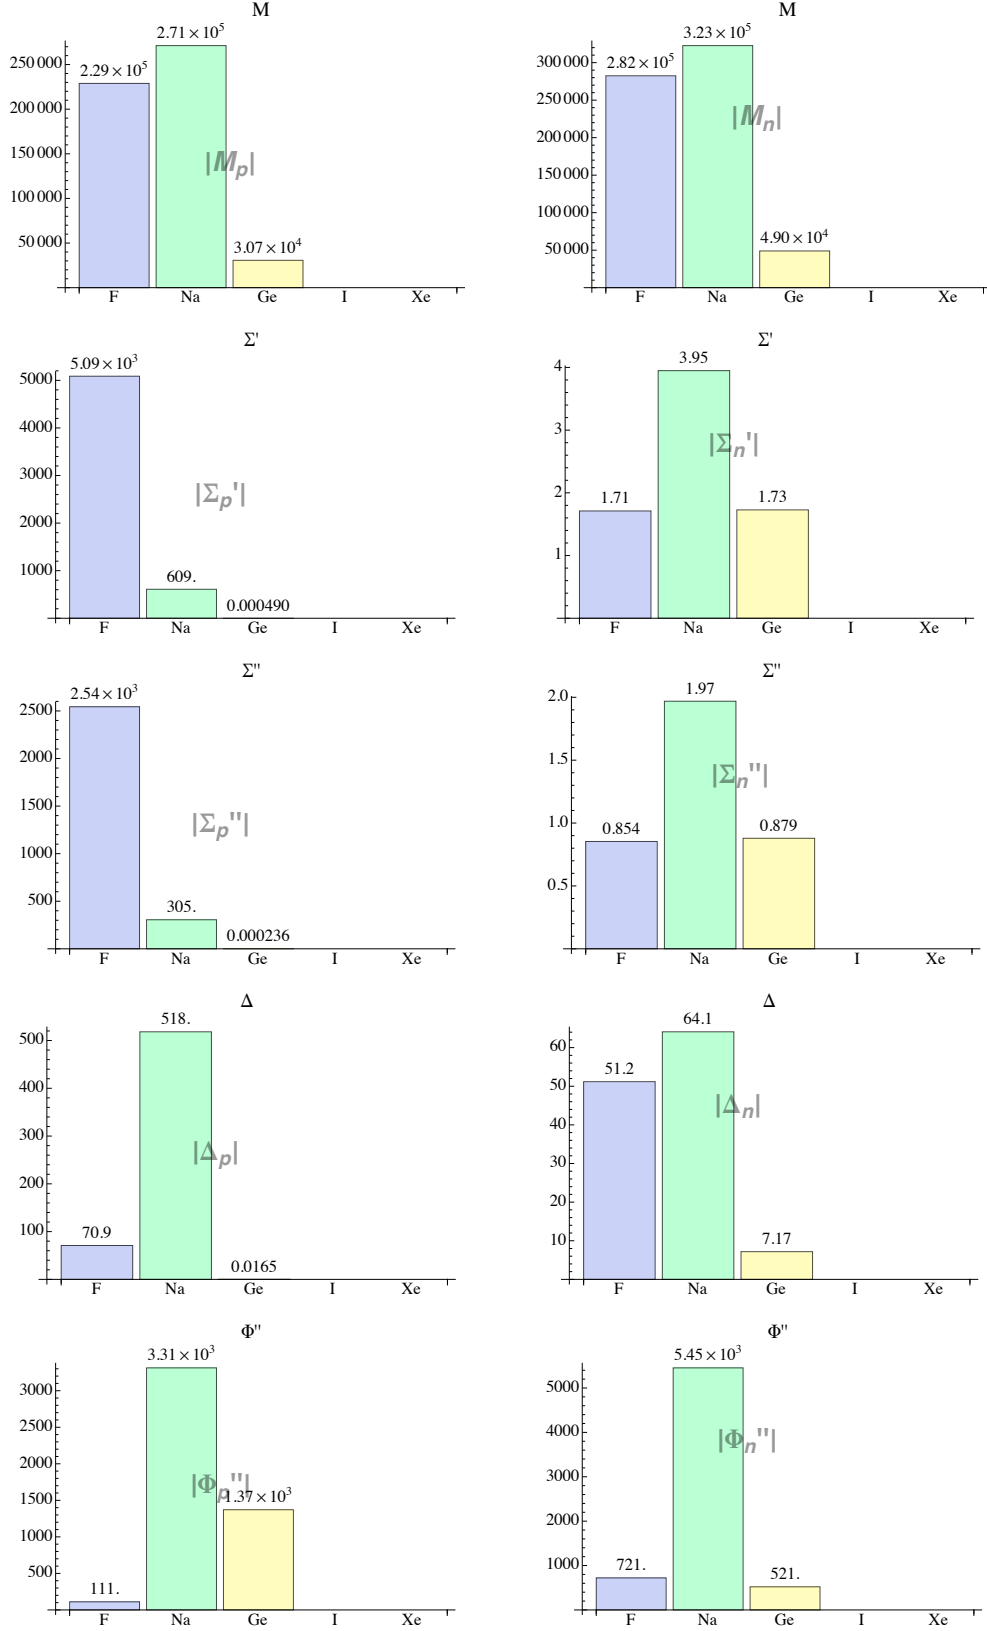 M
2.71 × 10^5
2.29 × 10^5
250 000
200 000
150 000
|M_p|
100 000
3.07 × 10^4
50 000
F Na Ge I Xe
M
3.23 × 10^5
2.82 × 10^5
300 000
250 000
|M_n|
200 000
150 000
100 000
4.90 × 10^4
50 000
F Na Ge I Xe
Σ'
5.09 × 10^3
5000
4000
3000
|Σ_p'|
2000
1000
609.
0.000490
F Na Ge I Xe
Σ'
3.95
4
3
|Σ_n'|
2
1.71
1.73
1
F Na Ge I Xe
Σ''
2.54 × 10^3
2500
2000
1500
|Σ_p''|
1000
500
305.
0.000236
F Na Ge I Xe
Σ''
1.97
2.0
1.5
|Σ_n''|
1.0
0.854
0.879
0.5
F Na Ge I Xe
Δ
518.
500
400
300
|Δ_p|
200
100
70.9
0.0165
F Na Ge I Xe
Δ
64.1
60
51.2
50
|Δ_n|
40
30
20
10
7.17
F Na Ge I Xe
Φ''
3.31 × 10^3
3000
2500
2000
|Φ_p''|
1.37 × 10^3
1500
1000
500
111.
F Na Ge I Xe
Φ''
5.45 × 10^3
5000
4000
|Φ_n''|
3000
2000
1000
721.
521.
F Na Ge I Xe